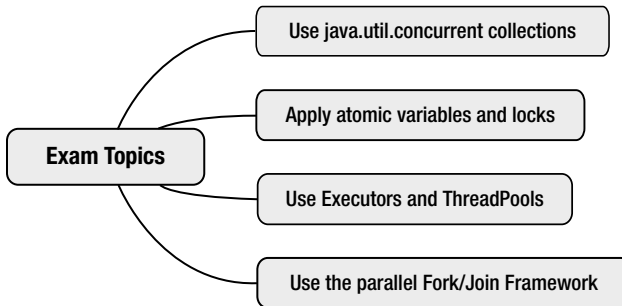 Use java.util.concurrent collections
Apply atomic variables and locks
Exam Topics
Use Executors and ThreadPools
Use the parallel Fork/Join Framework